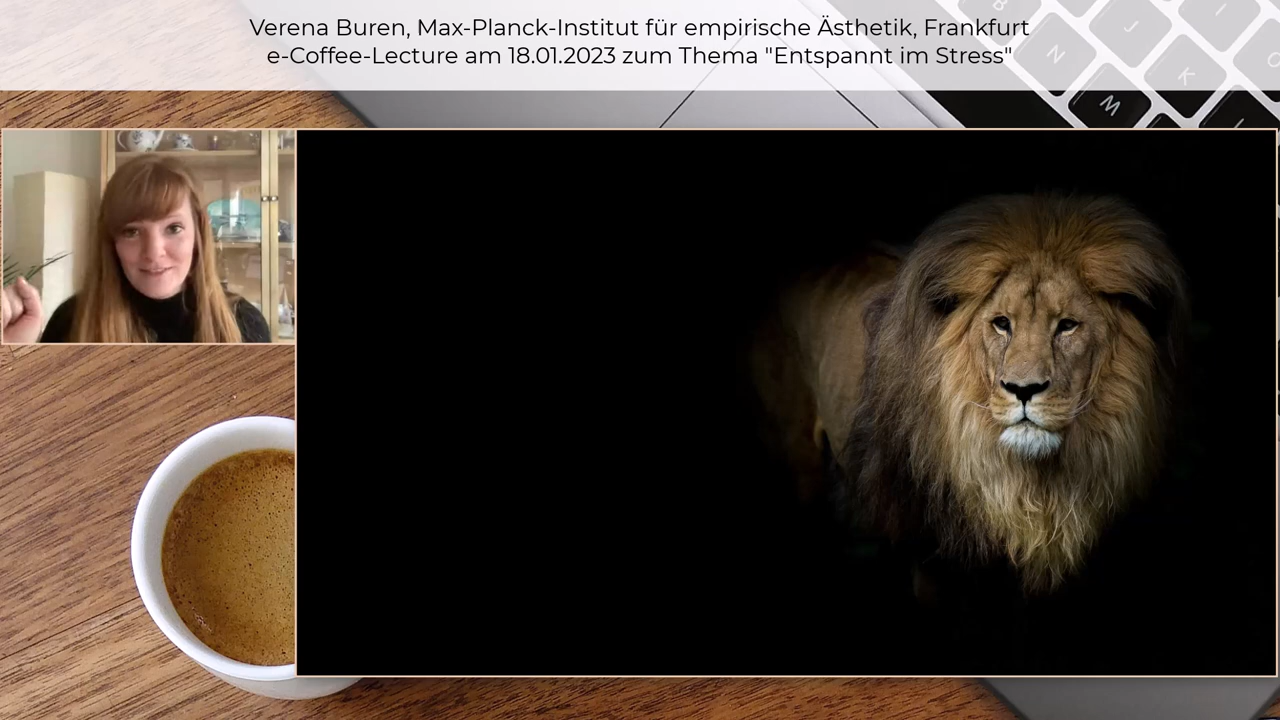 Verena Buren, Max-Planck-Institut für empirische Ästhetik, Frankfurt
e-Coffee-Lecture am 18.01.2023 zum Thema "Entspannt im Stress"
B
J
I
N
K
M